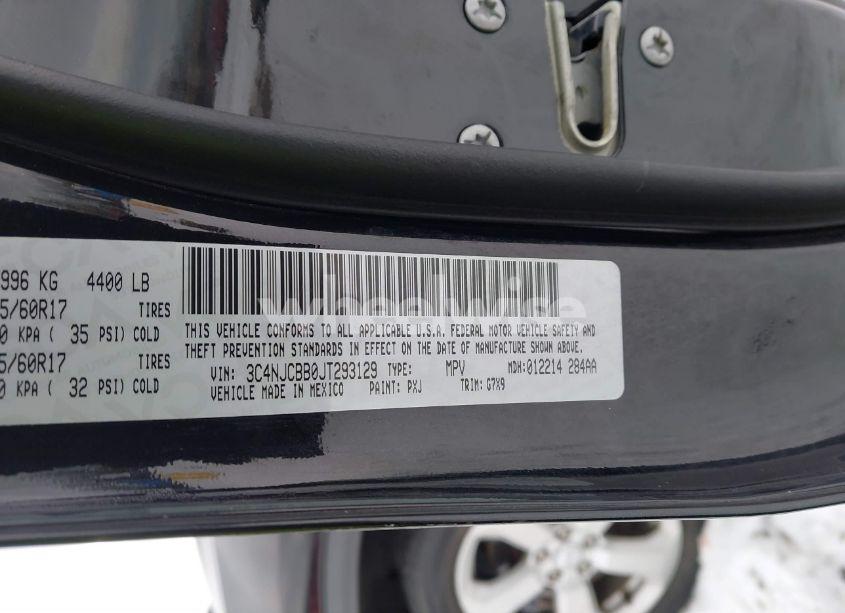 996 KG 4400 LB
5/60R17 TIRES
0 KPA ( 35 PSI) COLD
5/60R17 TIRES
0 KPA ( 32 PSI) COLD
THIS VEHICLE CONFORMS TO ALL APPLICABLE U.S.A. FEDERAL MOTOR VEHICLE SAFETY AND
THEFT PREVENTION STANDARDS IN EFFECT ON THE DATE OF MANUFACTURE SHOWN ABOVE.
VIN: 3C4NJCBB0JT293129 TYPE: MPV MDH:012214 284AA
VEHICLE MADE IN MEXICO PAINT: PXJ TRIM: G7X9
wheelwise